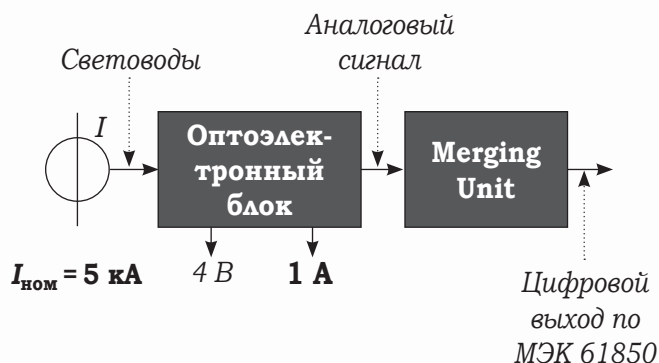 Световоды
Аналоговый
сигнал
I
Оптоэлек-
тронный
блок
Merging
Unit
Iном = 5 кА
4 В
1 А
Цифровой
выход по
МЭК 61850